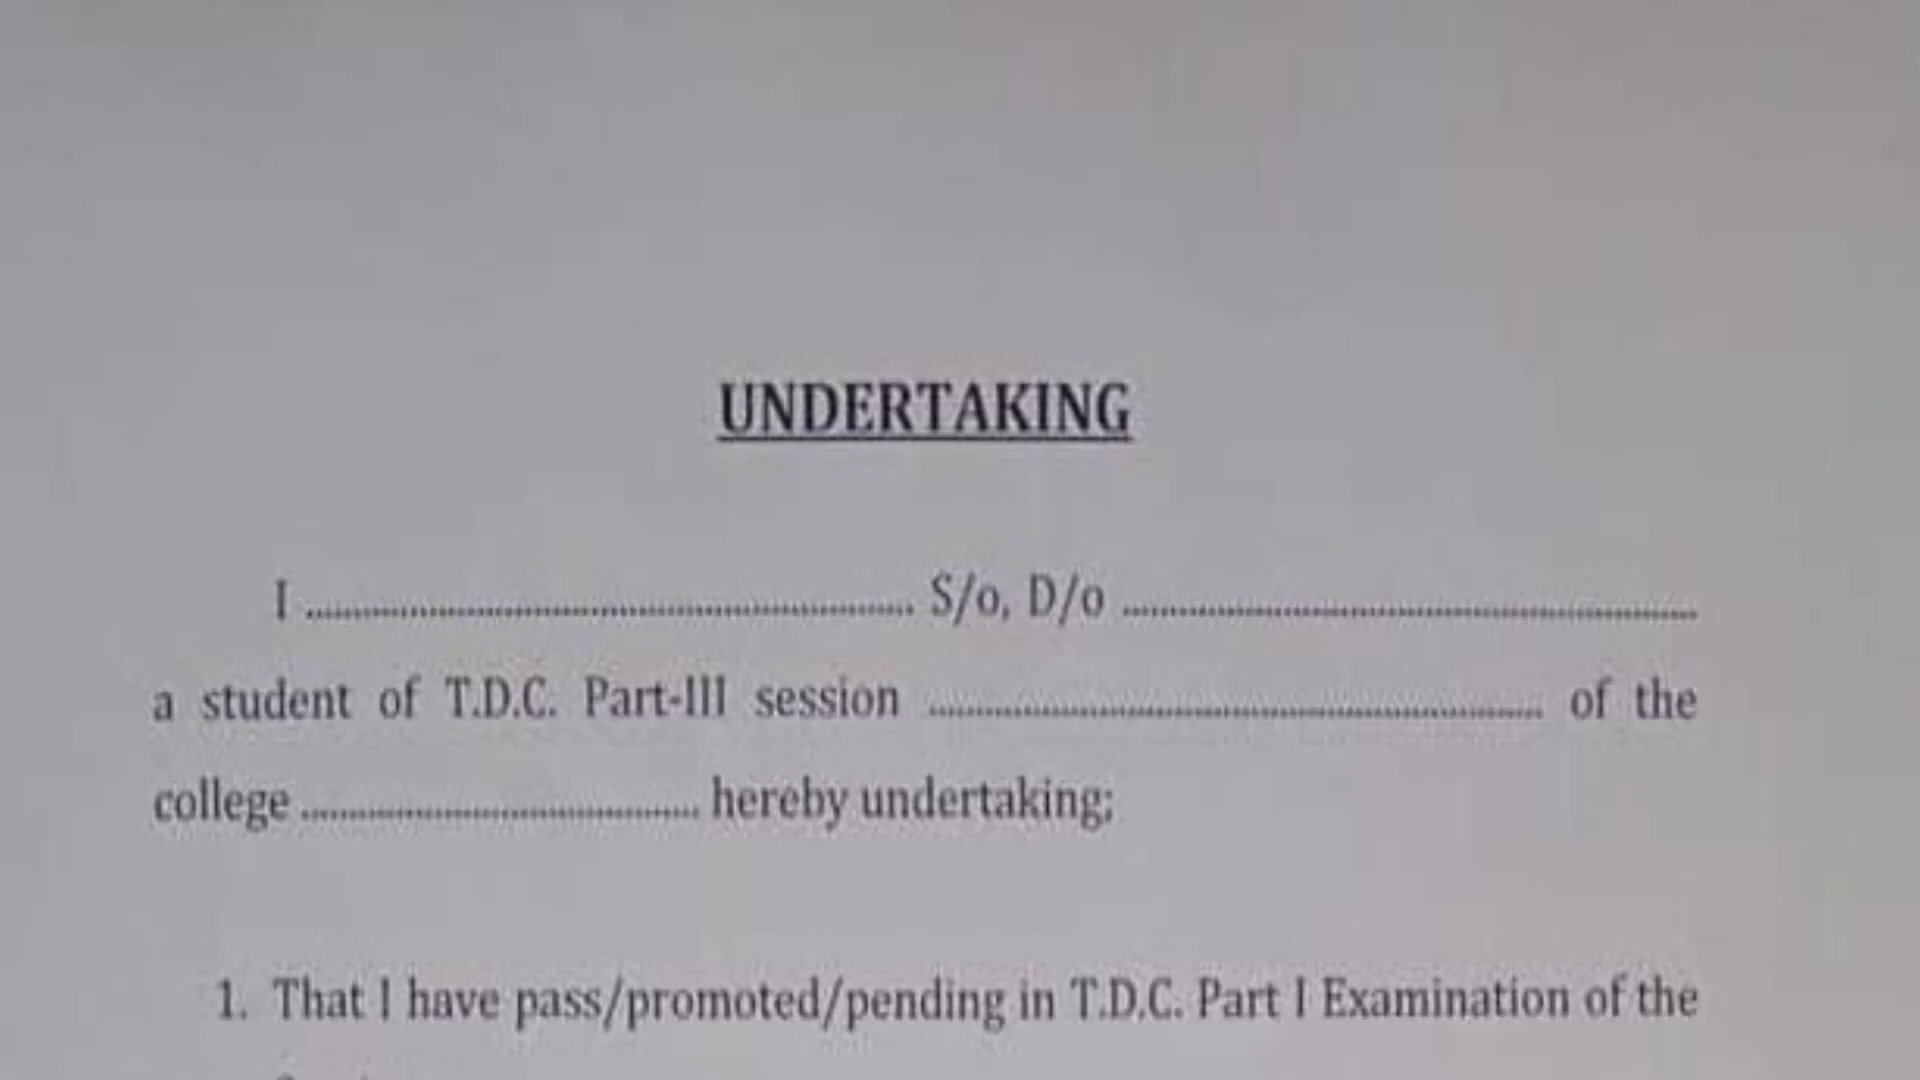 UNDERTAKING
I ........................................ S/o, D/o ........................................
a student of T.D.C. Part-III session ........................................ of the
college .............................. hereby undertaking;
1. That I have pass/promoted/pending in T.D.C. Part I Examination of the